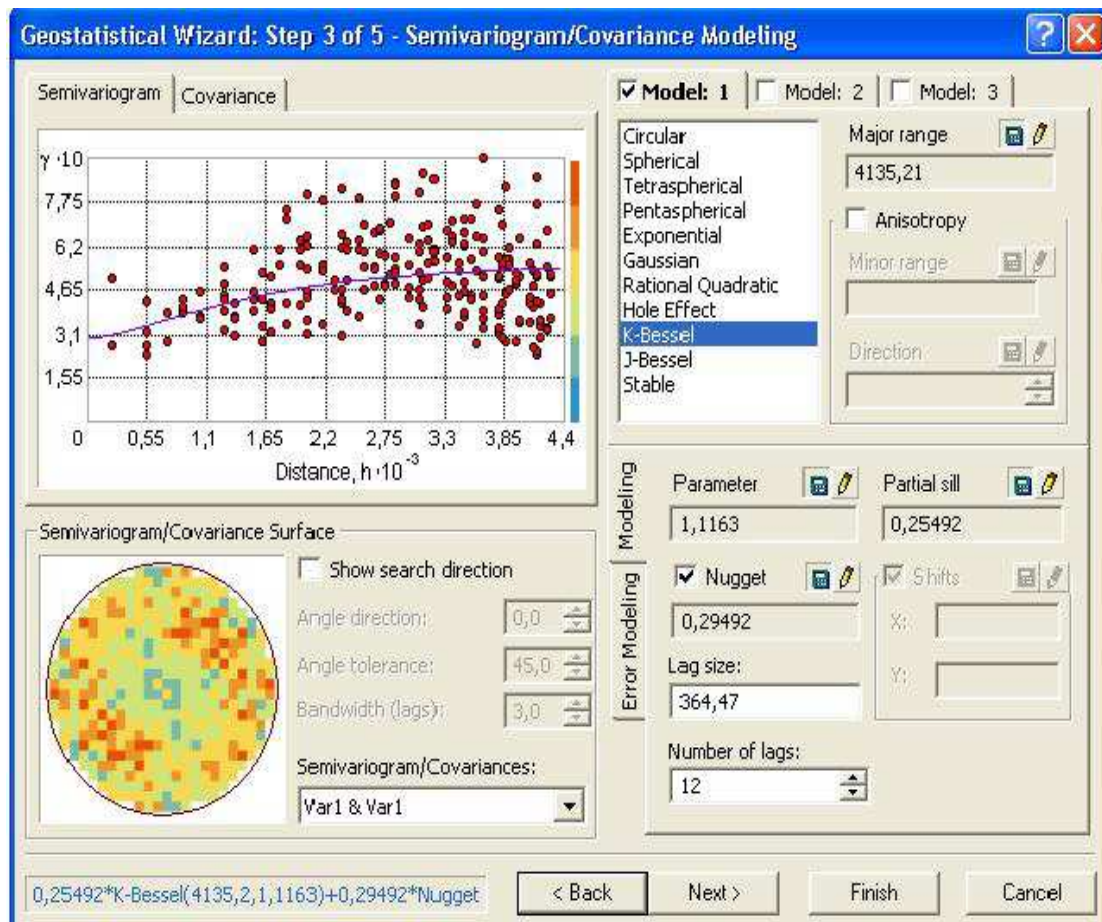 Geostatistical Wizard: Step 3 of 5 - Semivariogram/Covariance Modeling
Semivariogram
Covariance
γ·10
7,75
6,2
4,65
3,1
1,55
0 0,55 1,1 1,65 2,2 2,75 3,3 3,85 4,4
Distance, h·10⁻³
Model: 1
Model: 2
Model: 3
Circular
Spherical
Tetraspherical
Pentaspherical
Exponential
Gaussian
Rational Quadratic
Hole Effect
K-Bessel
J-Bessel
Stable
Major range
4135,21
Anisotropy
Minor range
Direction
Semivariogram/Covariance Surface
Show search direction
Angle direction: 0,0
Angle tolerance: 45,0
Bandwidth (lags): 3,0
Semivariogram/Covariances:
Var1 & Var1
Modeling
Error Modeling
Parameter
1,1163
Partial sill
0,25492
Nugget
0,29492
Shifts
X:
Y:
Lag size:
364,47
Number of lags:
12
0,25492*K-Bessel(4135,2,1,1163)+0,29492*Nugget
< Back
Next >
Finish
Cancel